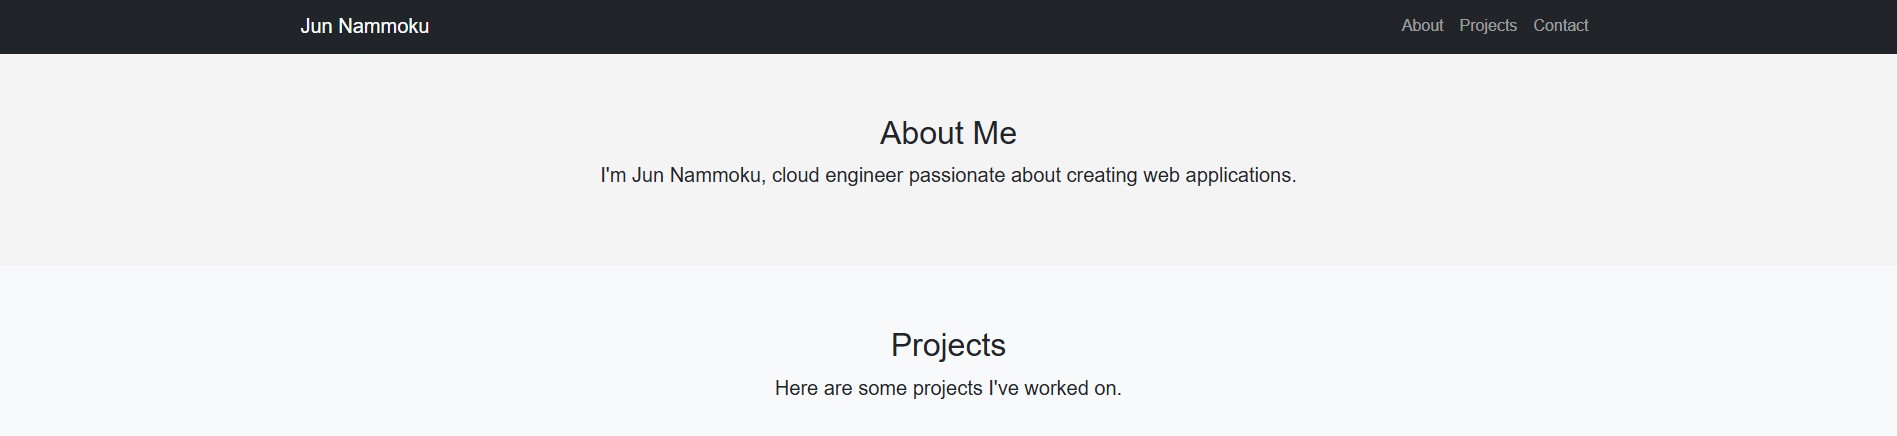 Jun Nammoku
About Projects Contact
About Me
I'm Jun Nammoku, cloud engineer passionate about creating web applications.
Projects
Here are some projects I've worked on.